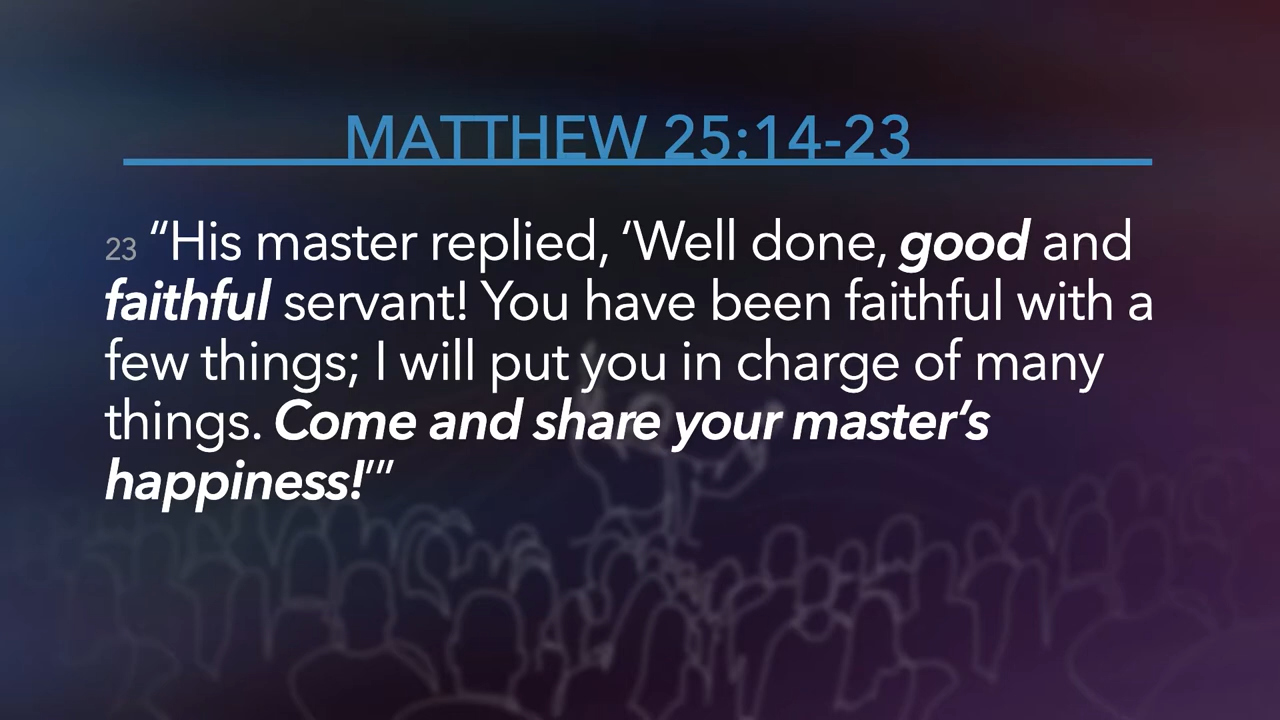 MATTHEW 25:14-23
23 “His master replied, ‘Well done, good and
faithful servant! You have been faithful with a
few things; I will put you in charge of many
things. Come and share your master’s
happiness!’”